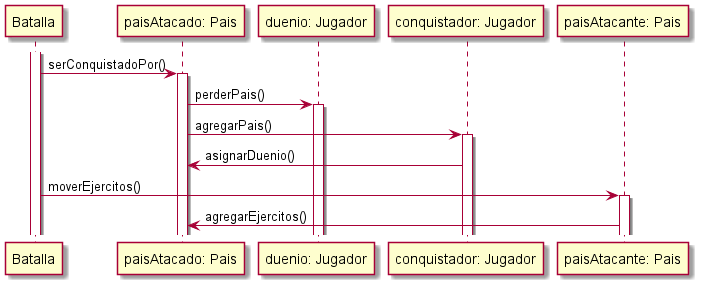 Batalla
paisAtacado: Pais
duenio: Jugador
conquistador: Jugador
paisAtacante: Pais
serConquistadoPor()
perderPais()
agregarPais()
asignarDuenio()
moverEjercitos()
agregarEjercitos()
Batalla
paisAtacado: Pais
duenio: Jugador
conquistador: Jugador
paisAtacante: Pais